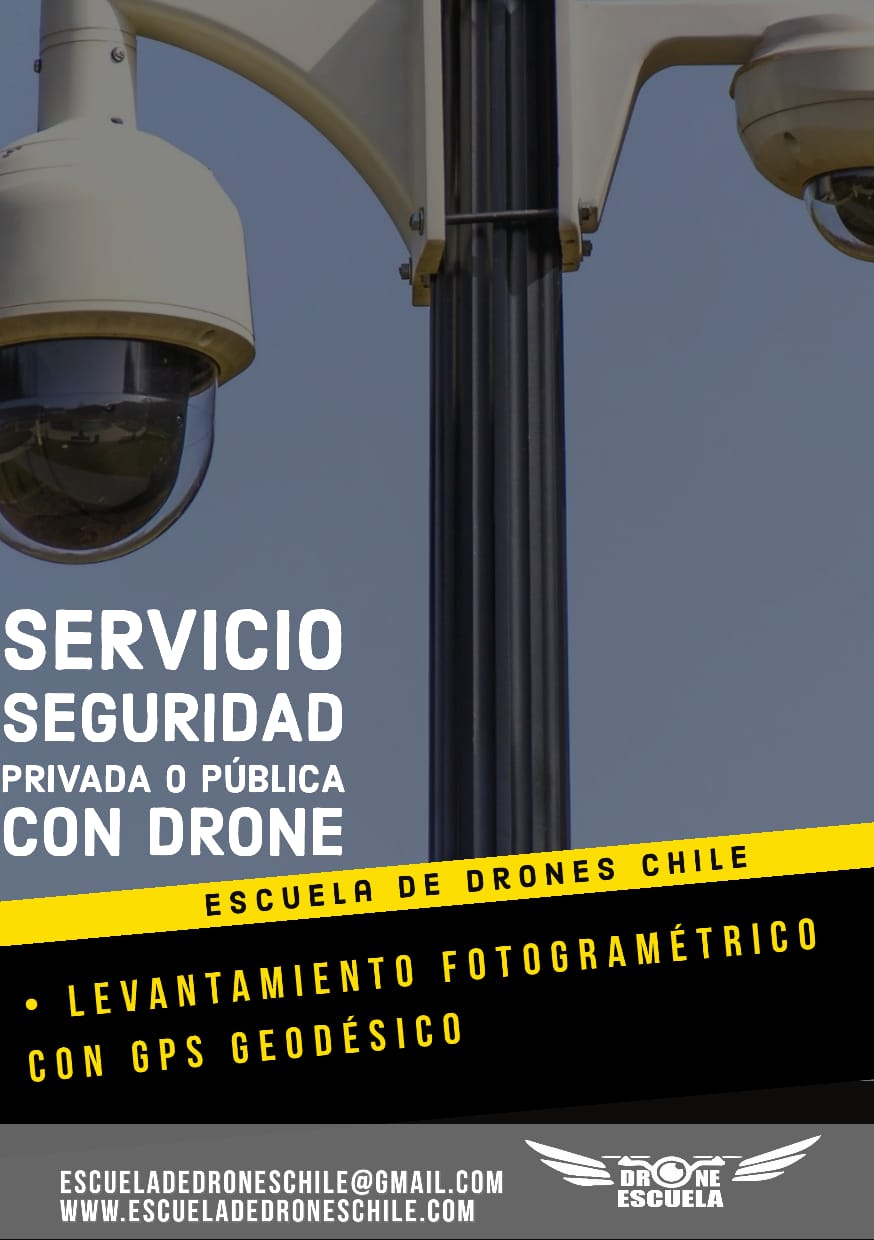 SERVICIO
SEGURIDAD
PRIVADA O PÚBLICA
CON DRONE
ESCUELA DE DRONES CHILE
• LEVANTAMIENTO FOTOGRAMÉTRICO
CON GPS GEODÉSICO
ESCUELADEDRONESCHILE@GMAIL.COM
WWW.ESCUELADEDRONESCHILE.COM
DRONE
ESCUELA